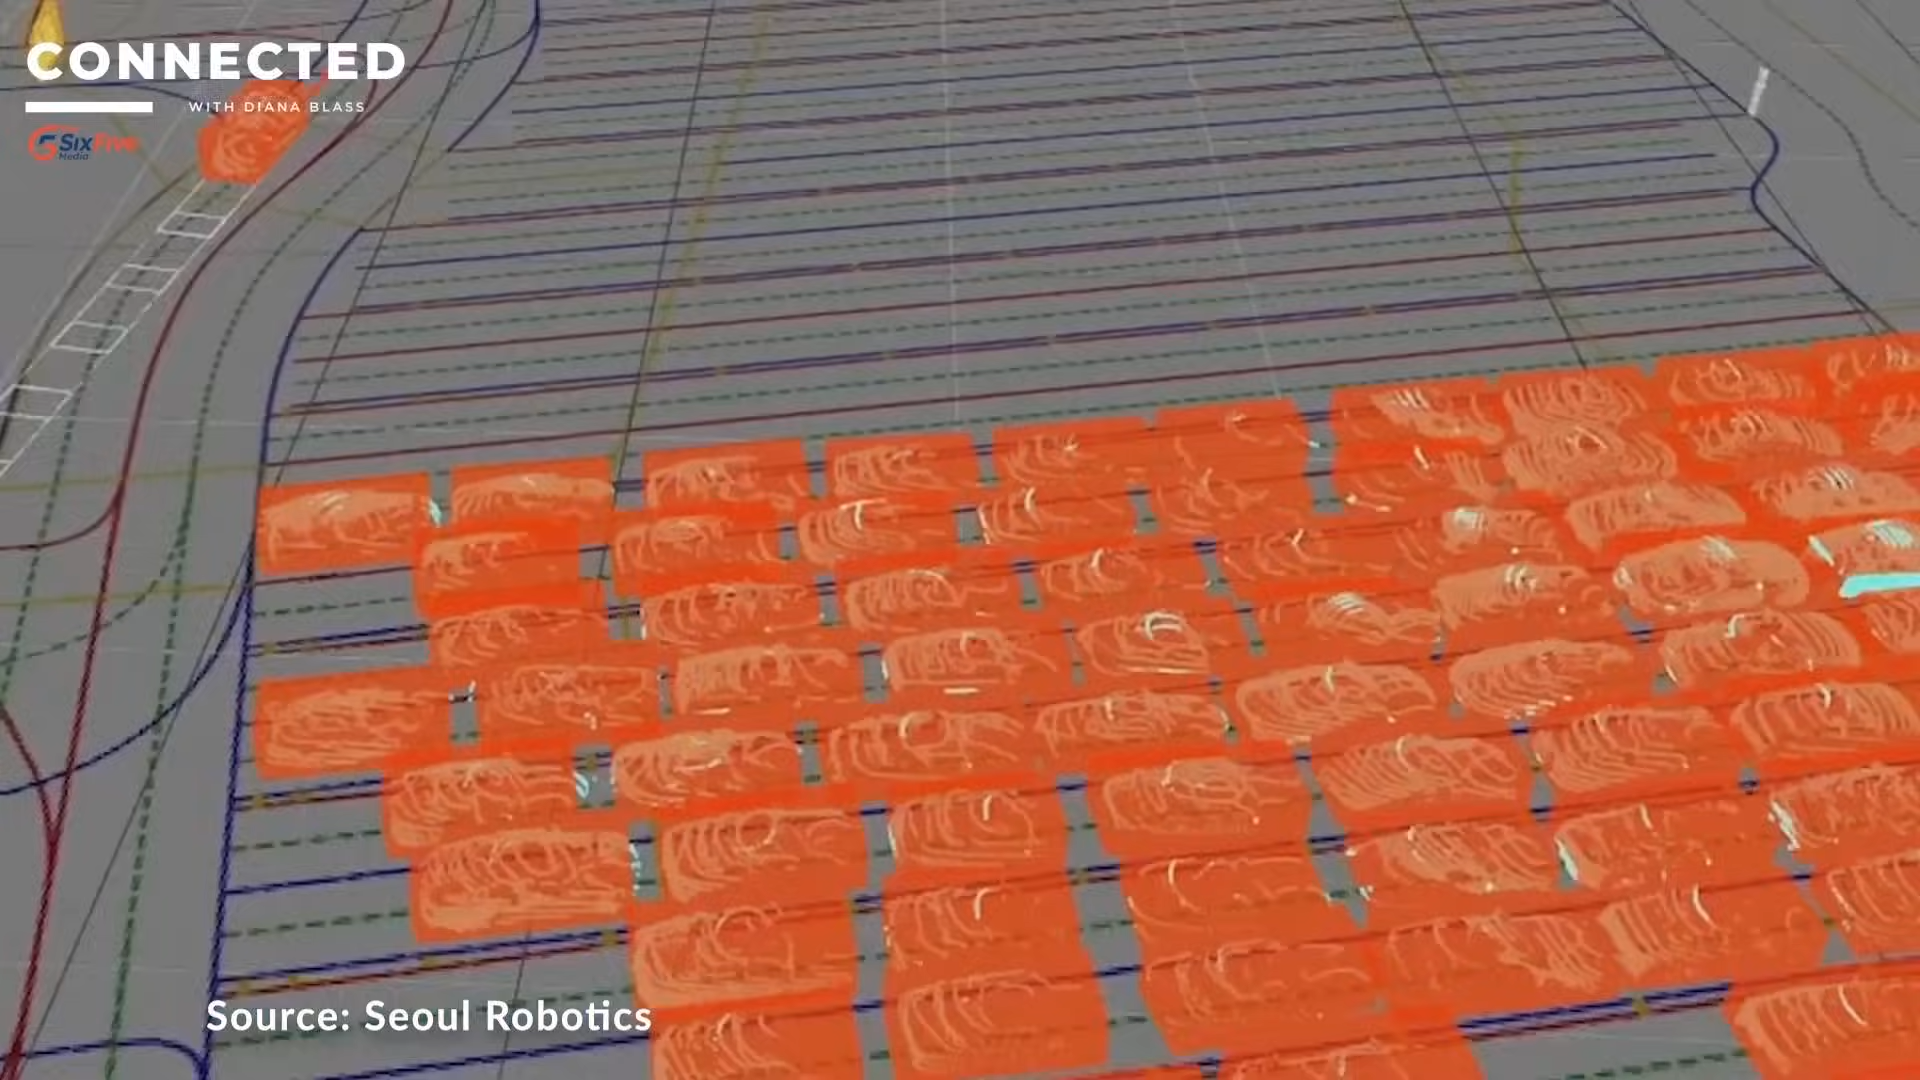 CONNECTED
WITH DIANA BLASS
SixFive
Media
Source: Seoul Robotics